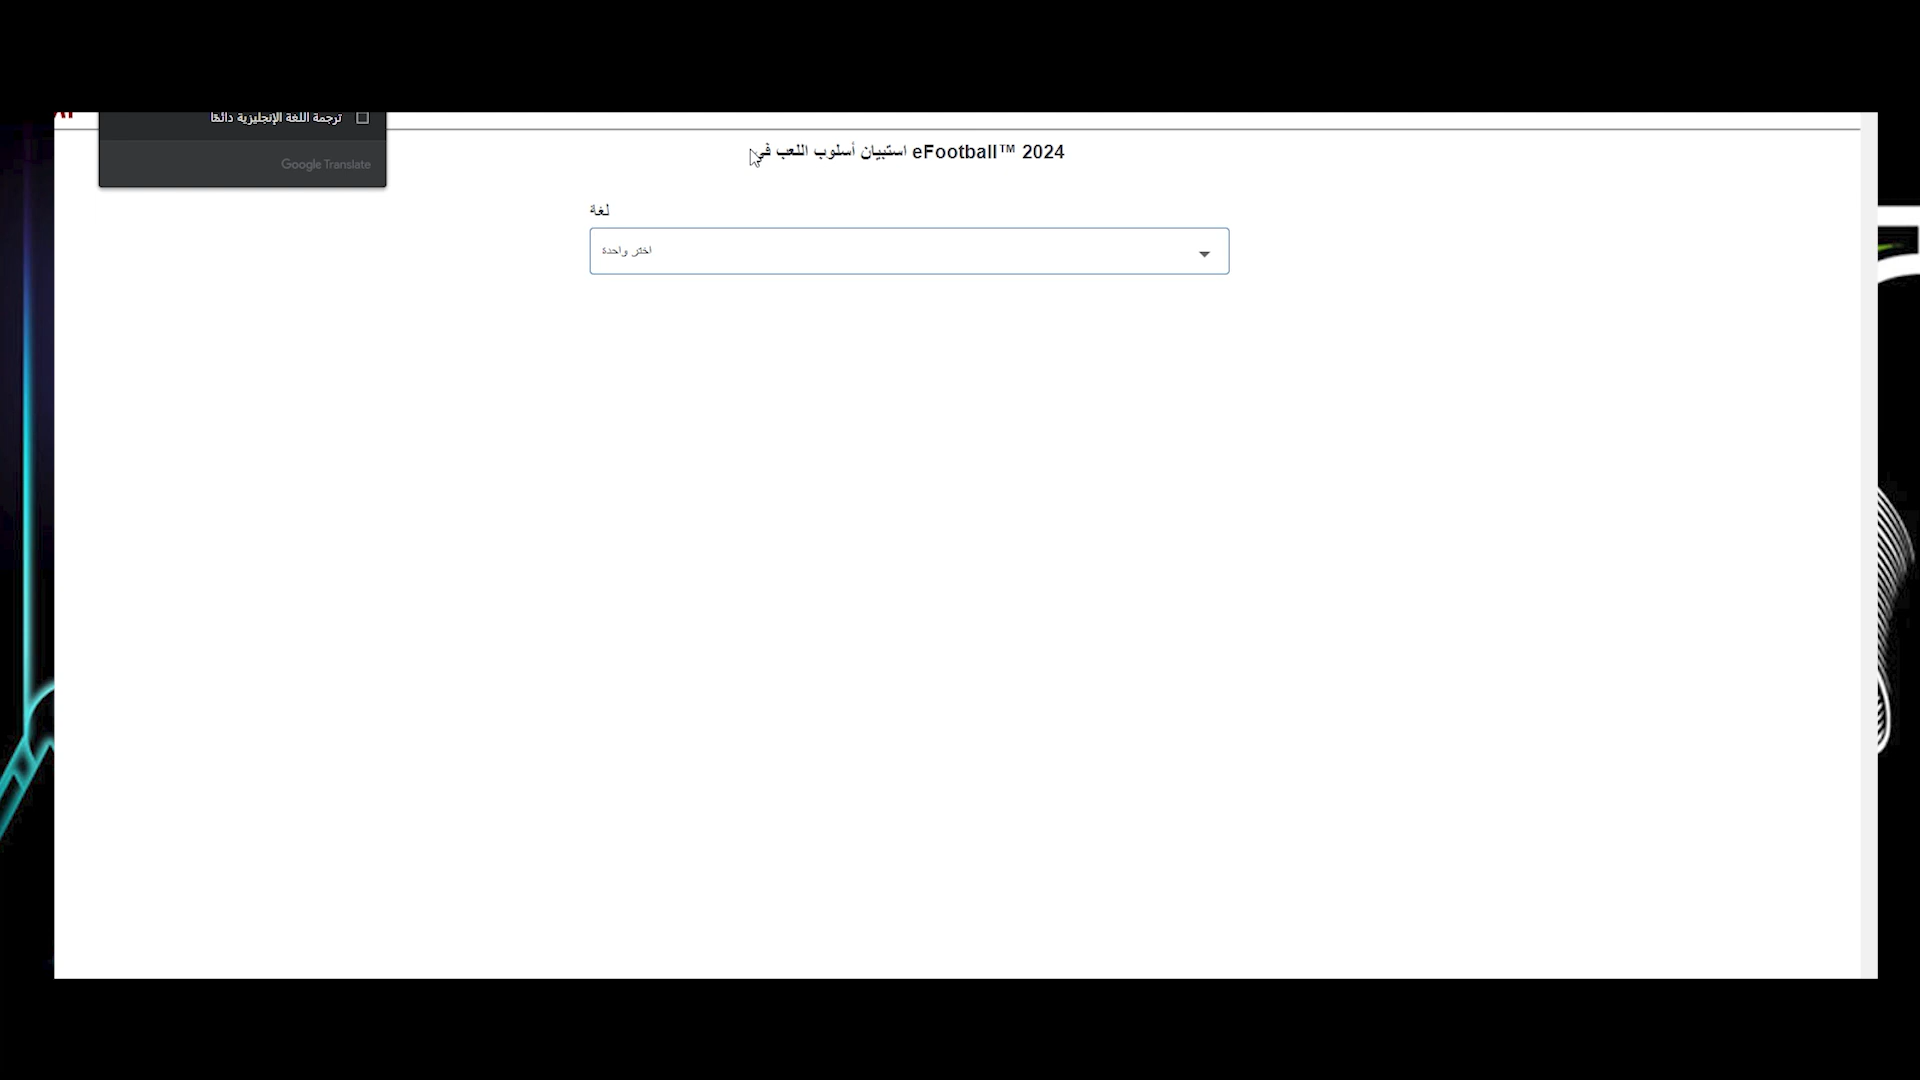 ترجمة اللغة الإنجليزية دائمًا
Google Translate
استبيان أسلوب اللعب في eFootball™ 2024
لغة
اختر واحدة